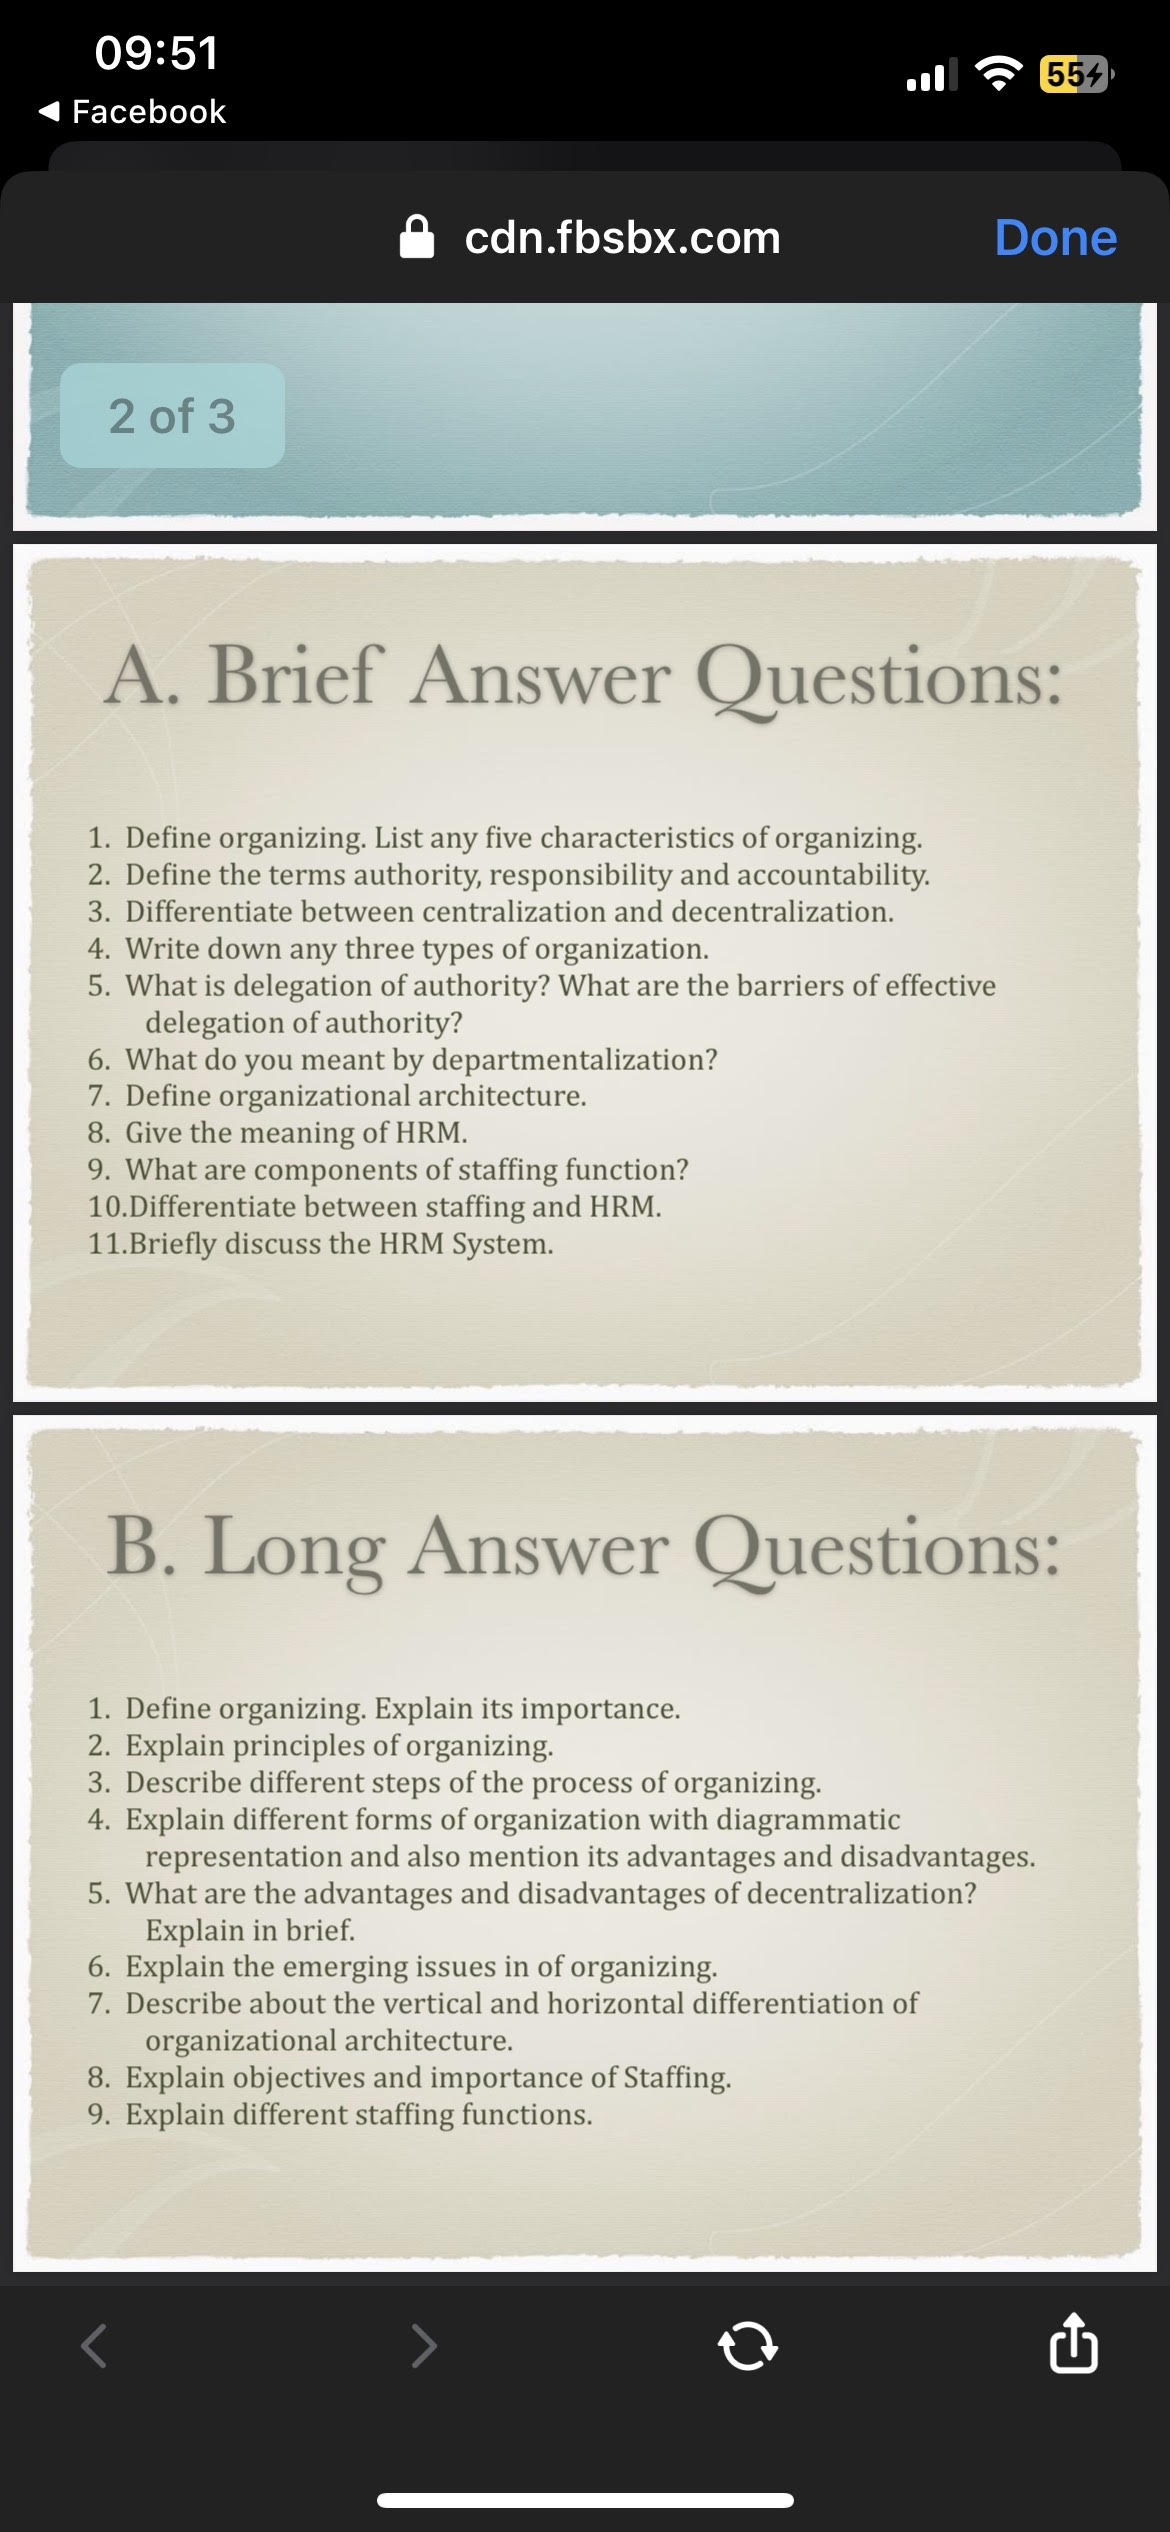 09:51
55
◀ Facebook
cdn.fbsbx.com
Done
2 of 3
A. Brief Answer Questions:
1. Define organizing. List any five characteristics of organizing.
2. Define the terms authority, responsibility and accountability.
3. Differentiate between centralization and decentralization.
4. Write down any three types of organization.
5. What is delegation of authority? What are the barriers of effective
delegation of authority?
6. What do you meant by departmentalization?
7. Define organizational architecture.
8. Give the meaning of HRM.
9. What are components of staffing function?
10.Differentiate between staffing and HRM.
11.Briefly discuss the HRM System.
B. Long Answer Questions:
1. Define organizing. Explain its importance.
2. Explain principles of organizing.
3. Describe different steps of the process of organizing.
4. Explain different forms of organization with diagrammatic
representation and also mention its advantages and disadvantages.
5. What are the advantages and disadvantages of decentralization?
Explain in brief.
6. Explain the emerging issues in of organizing.
7. Describe about the vertical and horizontal differentiation of
organizational architecture.
8. Explain objectives and importance of Staffing.
9. Explain different staffing functions.